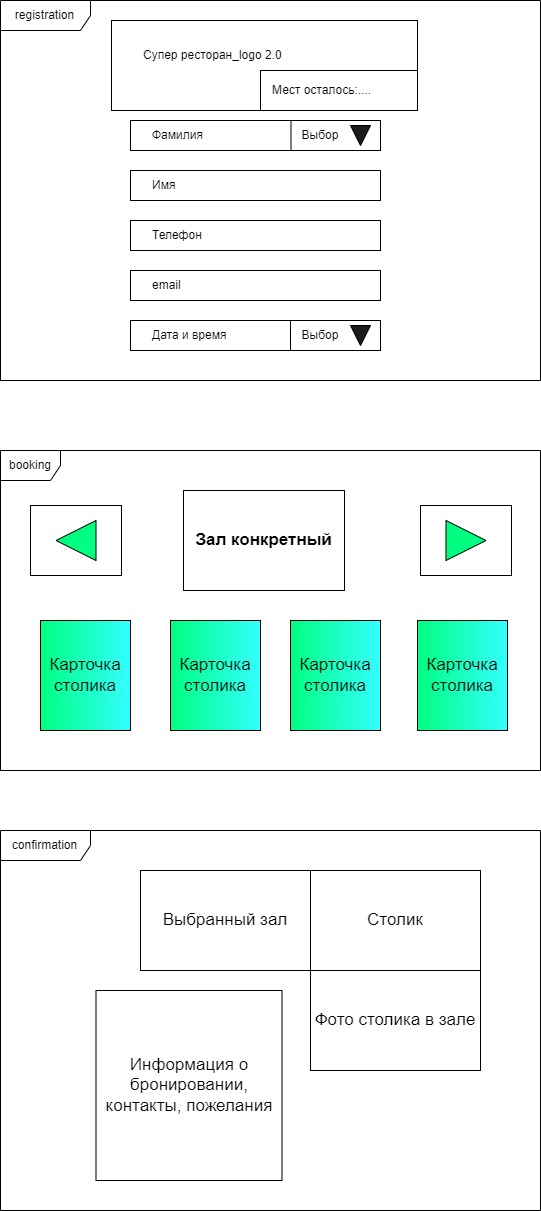 registration
Супер ресторан_logo 2.0
Мест осталось:....
Фамилия
Выбор
Имя
Телефон
email
Дата и время
Выбор
booking
Зал конкретный
Карточка
столика
Карточка
столика
Карточка
столика
Карточка
столика
confirmation
Выбранный зал
Столик
Фото столика в зале
Информация о
бронировании,
контакты, пожелания